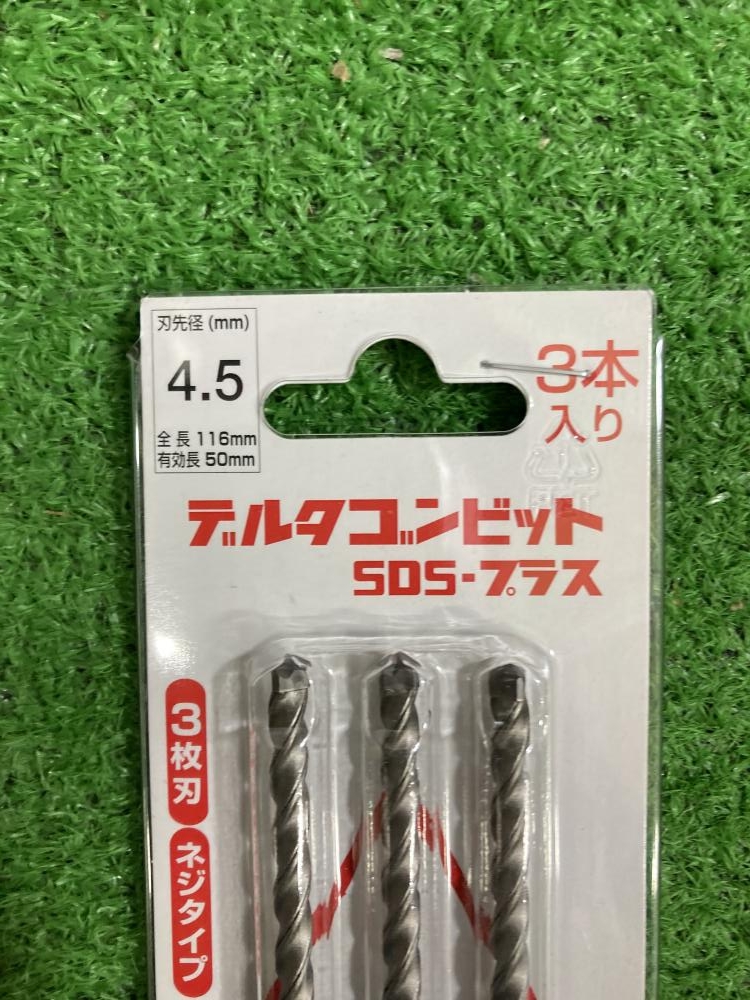 刃先径 (mm)
4.5
全長 116mm
有効長 50mm
3本
入り
デルタゴンビット
SDS-プラス
3枚刃
ネジタイプ